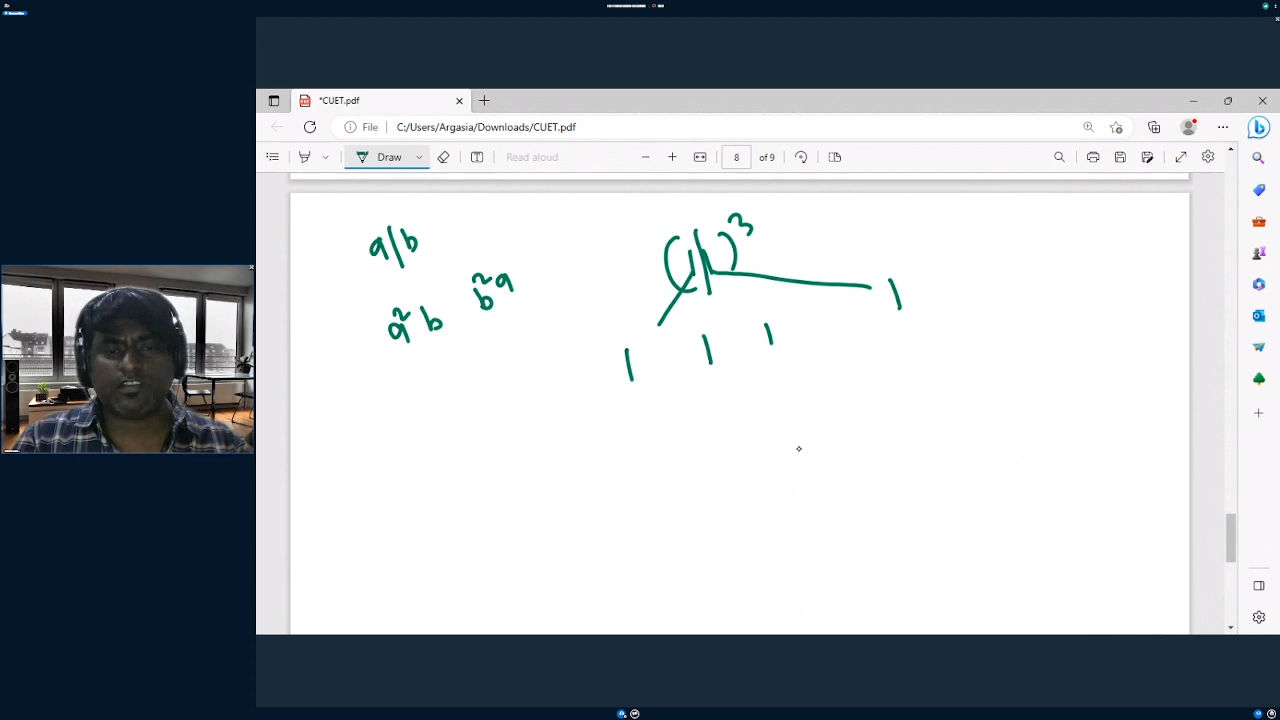 *CUET.pdf
File C:/Users/Argasia/Downloads/CUET.pdf
Draw Read aloud 8 of 9
a|b
(1|1)³
b²a
a²b
1 1 1 1